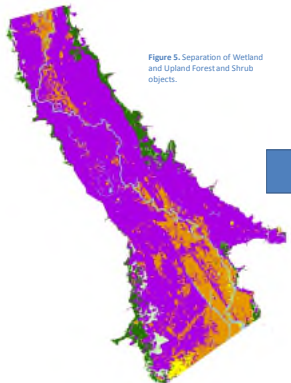 Figure 5. Separation of Wetland
and Upland Forest and Shrub
objects.